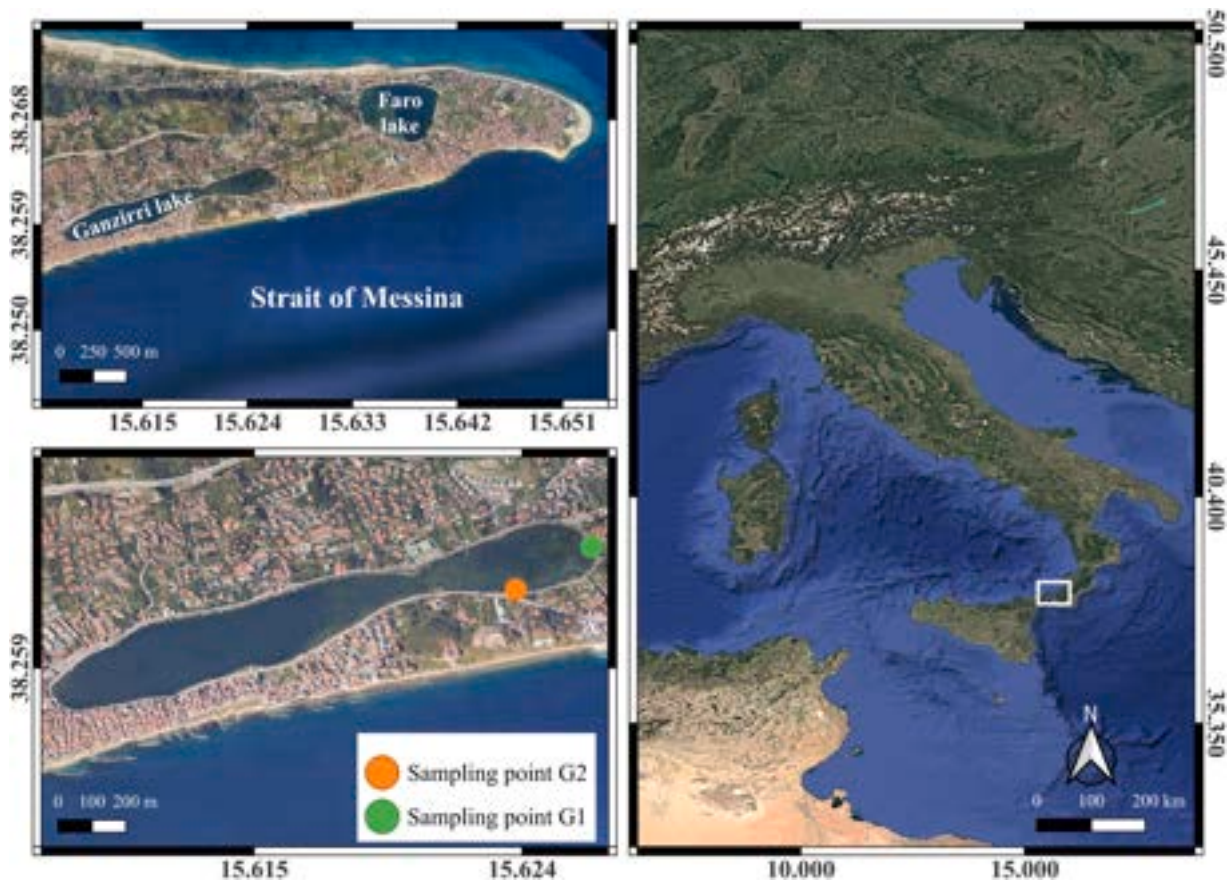 Faro
lake
Ganzirri lake
Strait of Messina
0 250 500 m
38.268
38.259
38.250
15.615 15.624 15.633 15.642 15.651
38.259
Sampling point G2
Sampling point G1
0 100 200 m
15.615 15.624
50.500
45.450
40.400
35.350
N
0 100 200 km
10.000 15.000